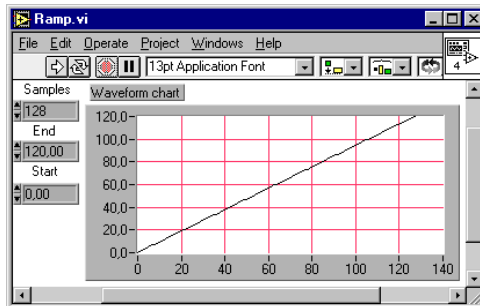 Ramp.vi
File Edit Operate Project Windows Help
13pt Application Font
4
Samples
128
End
120,00
Start
0,00
Waveform chart
120,0
100,0
80,0
60,0
40,0
20,0
0,0
0 20 40 60 80 100 120 140